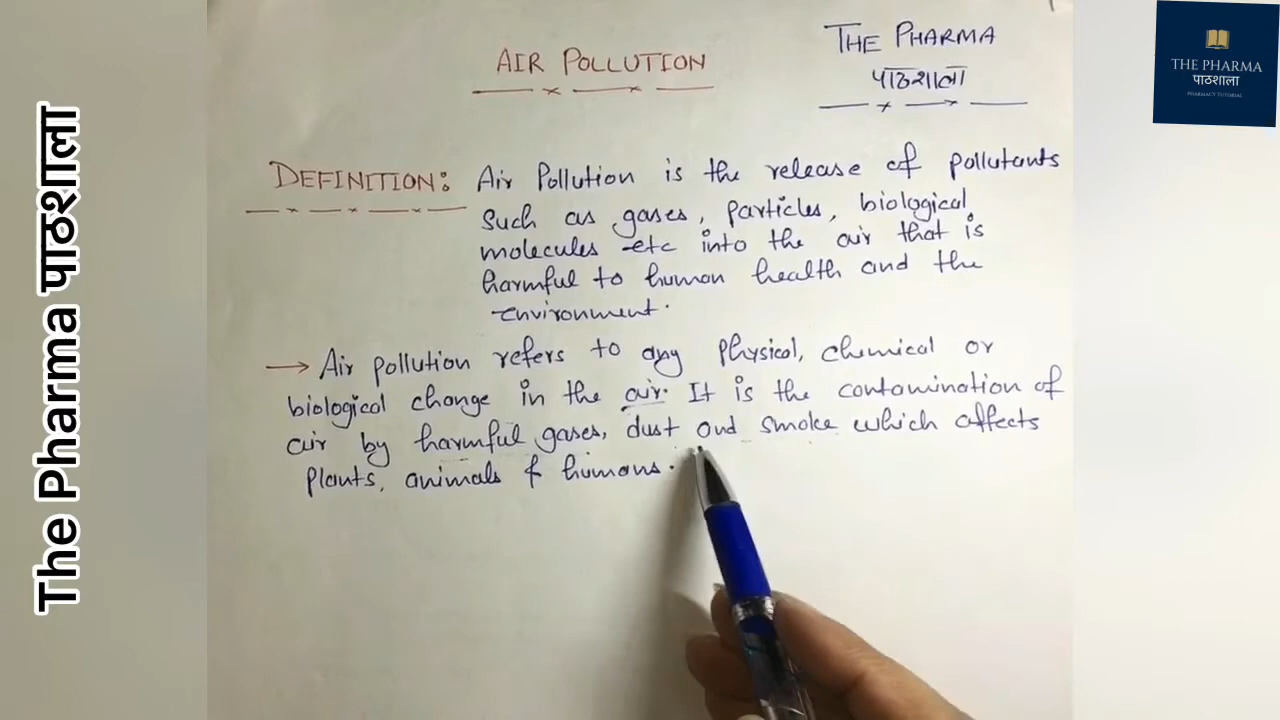 The Pharma पाठशाला
AIR POLLUTION
THE PHARMA
पाठशाला
THE PHARMA
पाठशाला
PHARMACY TUTORIAL
DEFINITION: Air Pollution is the release of pollutants
such as gases, particles, biological
molecules etc into the air that is
harmful to human health and the
environment.
→ Air pollution refers to any physical, chemical or
biological change in the air. It is the contamination of
air by harmful gases, dust and smoke which affects
plants, animals & humans.